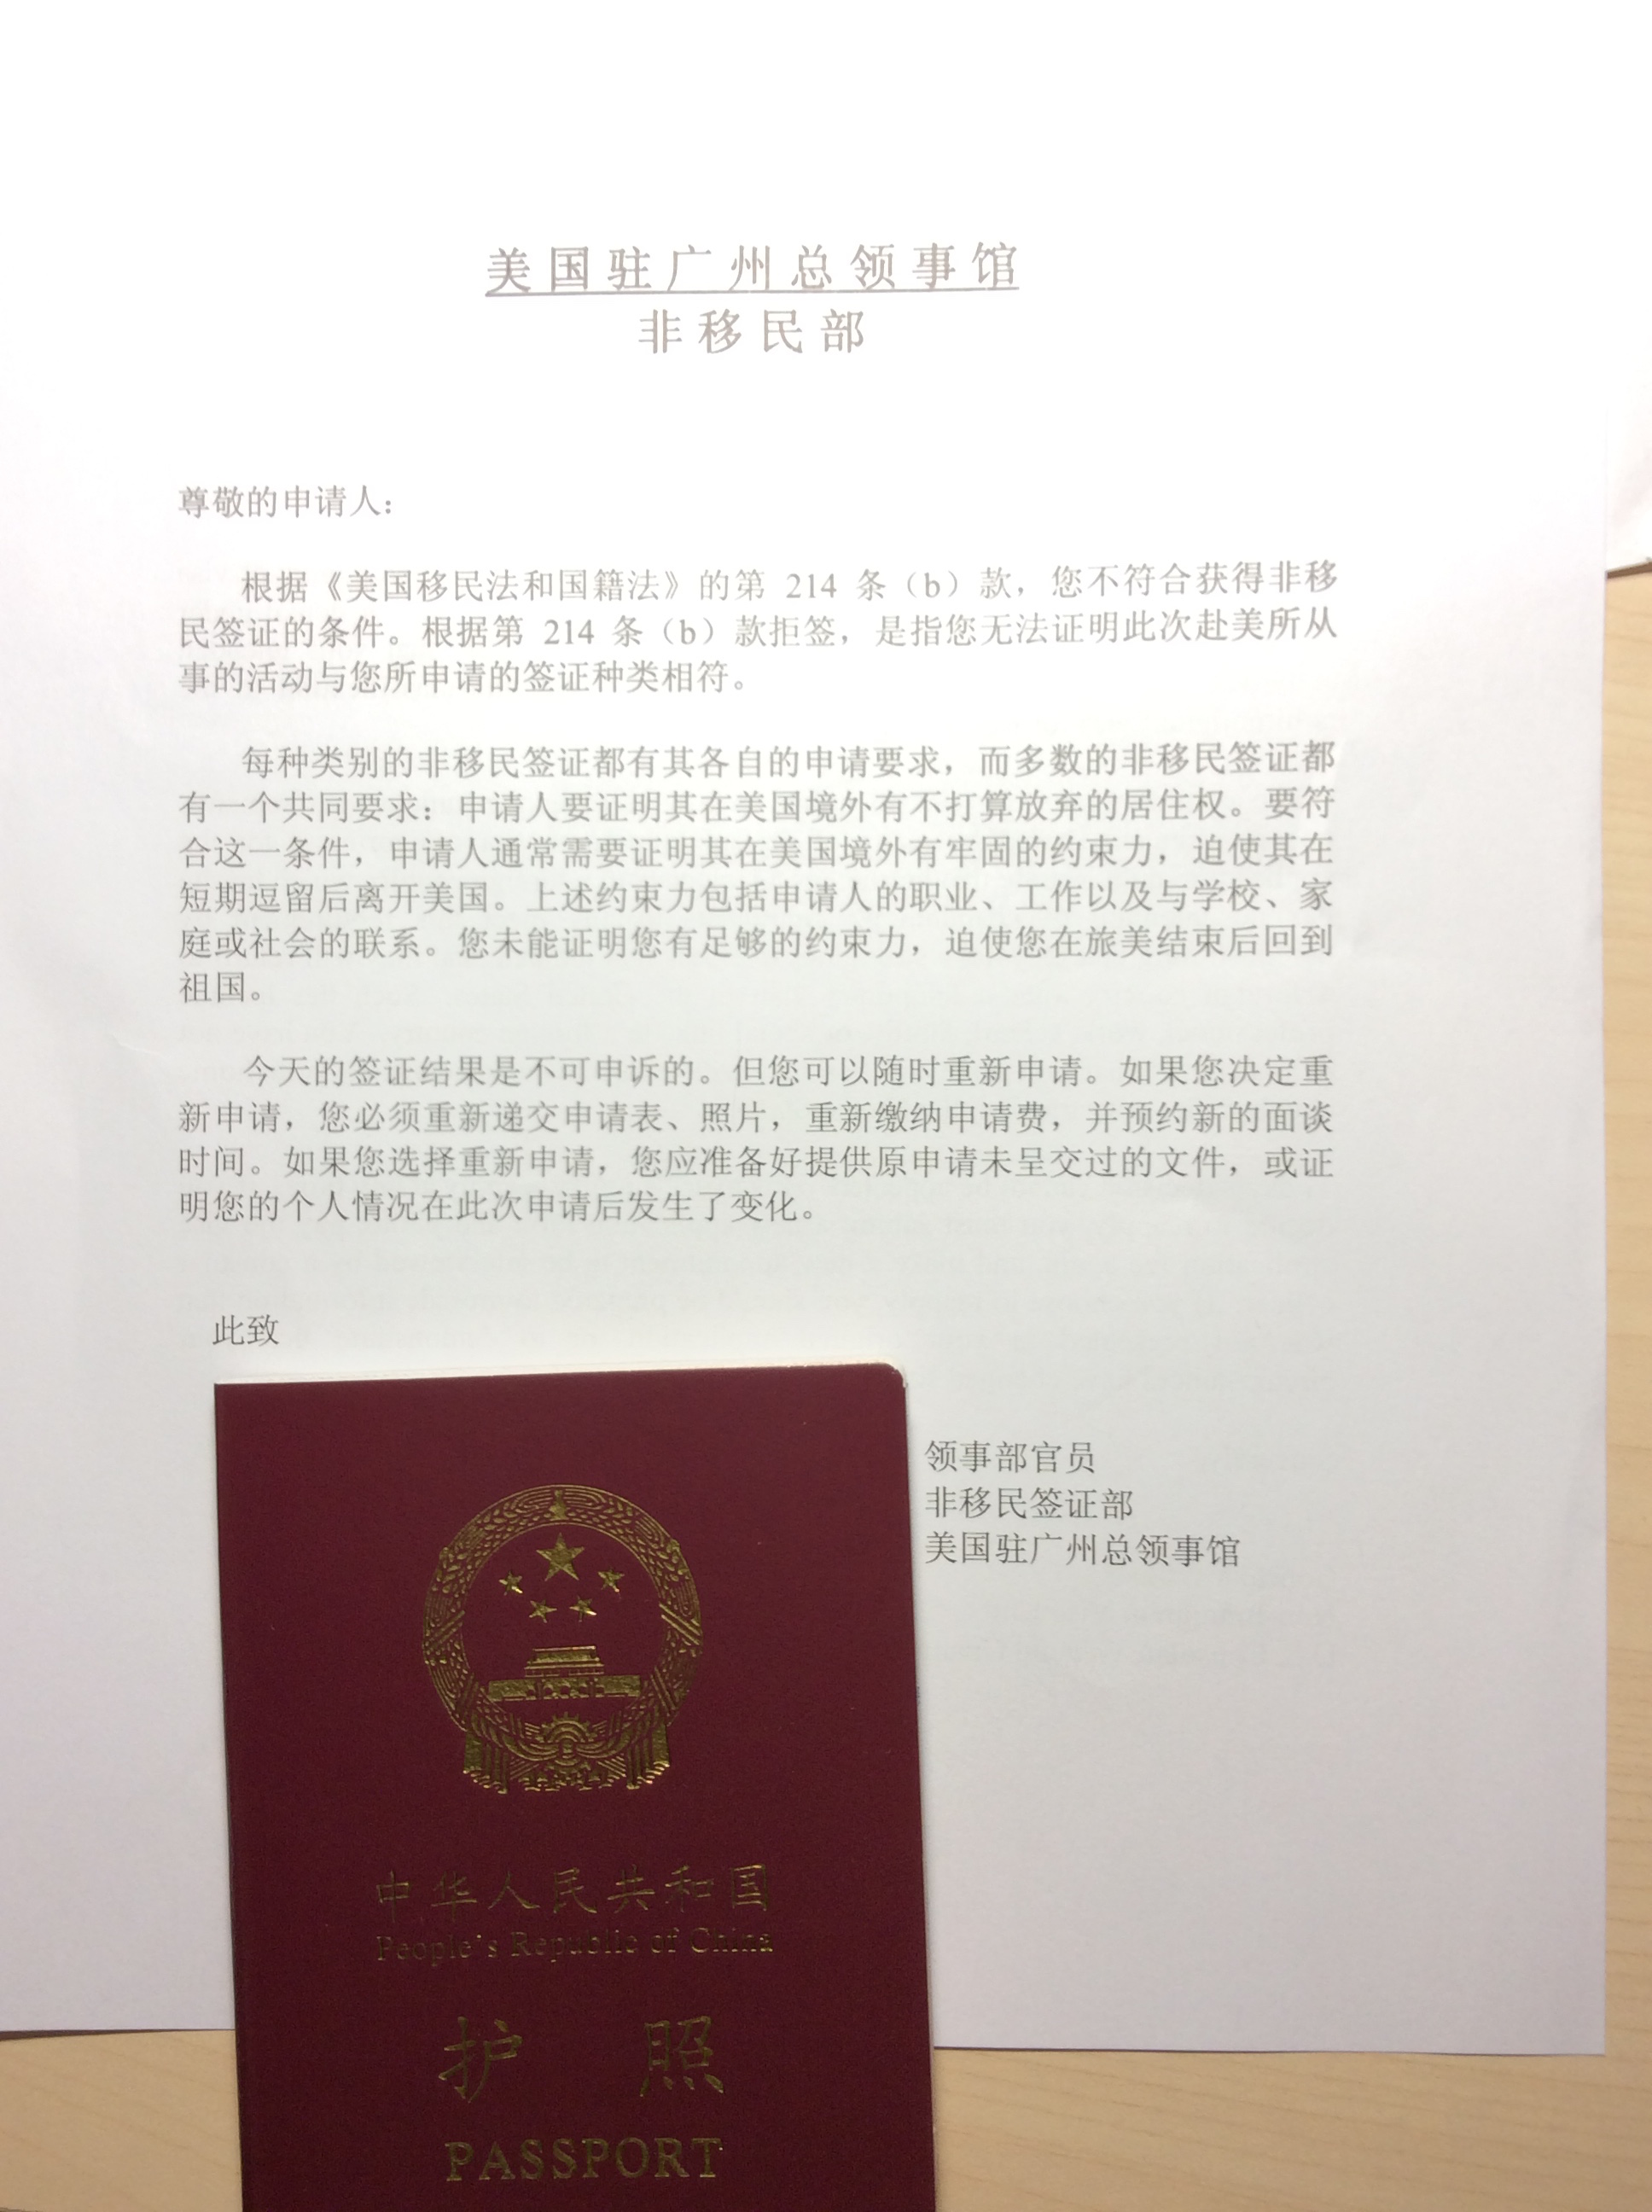 美国驻广州总领事馆
非移民部
尊敬的申请人：
根据《美国移民法和国籍法》的第 214 条（b）款，您不符合获得非移
民签证的条件。根据第 214 条（b）款拒签，是指您无法证明此次赴美所从
事的活动与您所申请的签证种类相符。
每种类别的非移民签证都有其各自的申请要求，而多数的非移民签证都
有一个共同要求：申请人要证明其在美国境外有不打算放弃的居住权。要符
合这一条件，申请人通常需要证明其在美国境外有牢固的约束力，迫使其在
短期逗留后离开美国。上述约束力包括申请人的职业、工作以及与学校、家
庭或社会的联系。您未能证明您有足够的约束力，迫使您在旅美结束后回到
祖国。
今天的签证结果是不可申诉的。但您可以随时重新申请。如果您决定重
新申请，您必须重新递交申请表、照片，重新缴纳申请费，并预约新的面谈
时间。如果您选择重新申请，您应准备好提供原申请未呈交过的文件，或证
明您的个人情况在此次申请后发生了变化。
此致
领事部官员
非移民签证部
美国驻广州总领事馆
中华人民共和国
People's Republic of China
护 照
PASSPORT